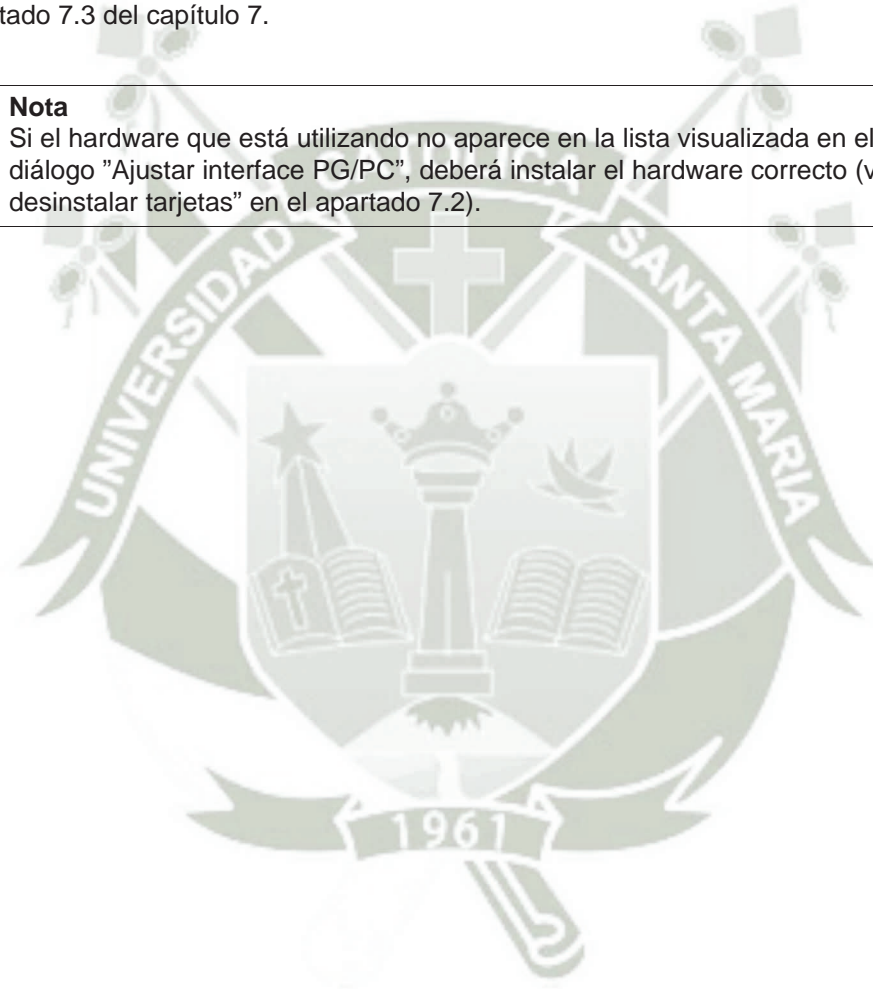 tado 7.3 del capítulo 7.
Nota
Si el hardware que está utilizando no aparece en la lista visualizada en el
diálogo ”Ajustar interface PG/PC”, deberá instalar el hardware correcto (v
desinstalar tarjetas” en el apartado 7.2).
UNIVERSIDAD CATOLICA SANTA MARIA
1961